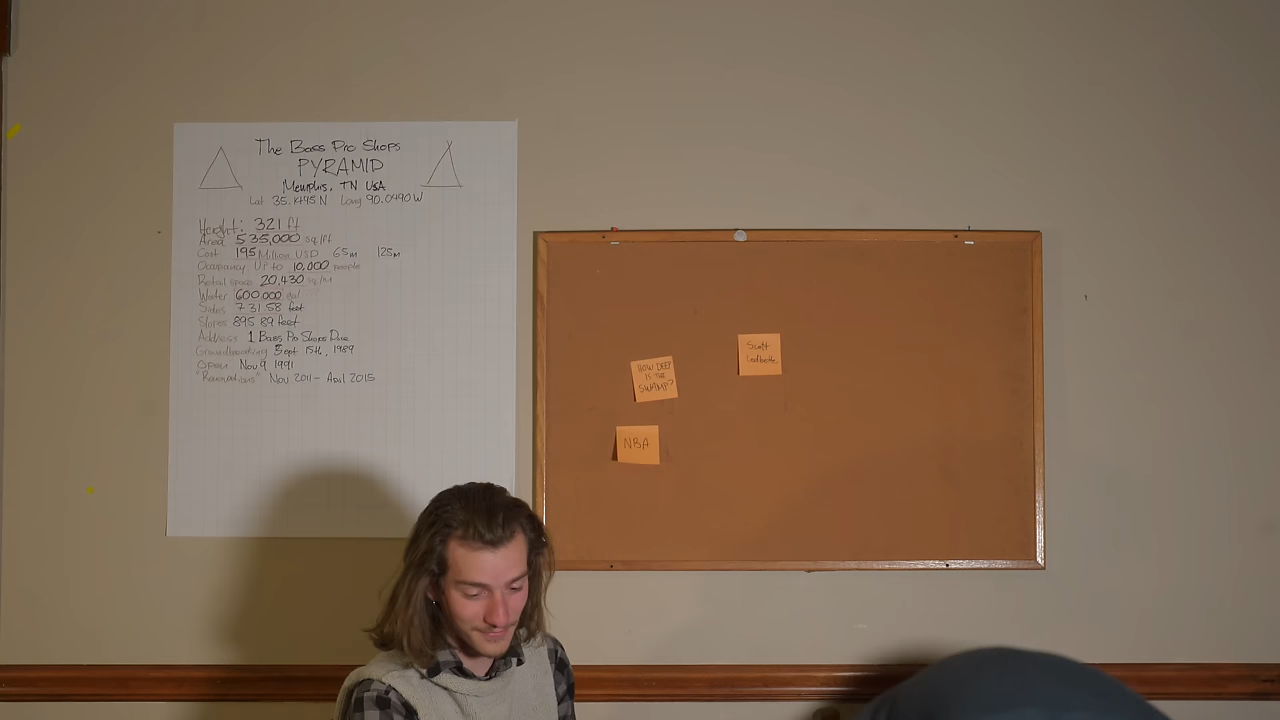 The Bass Pro Shops
PYRAMID
Memphis, TN USA
Lat 35.1495 N Long 90.0490 W
Height: 321 ft
Area 535,000 sq/ft
Cost 195 Million USD 65m 125m
Occupancy Up to 10,000 people
Retail space 20,430 sq/m
Water 600,000 gal
Sides 731.58 feet
Slopes 895.89 feet
Address 1 Bass Pro Shops Drive
Groundbreaking Sept 15th, 1989
Open Nov 9 1991
"Renovations" Nov 2011 - April 2015
HOW DEEP
IS THE
SWAMP?
NBA
Scott
Ledbetter